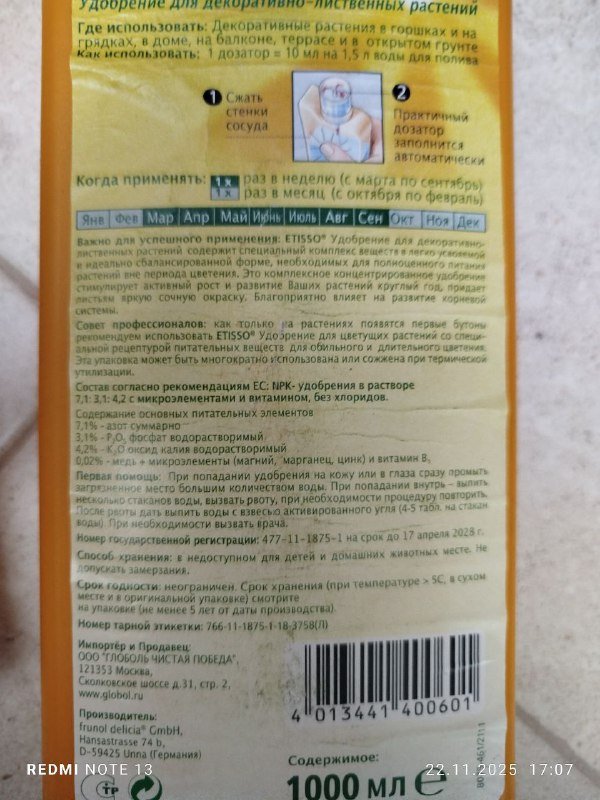 Удобрение для декоративно-лиственных растений
Где использовать: Декоративные растения в горшках и на
грядках, в доме, на балконе, террасе и в открытом грунте
Как использовать: 1 дозатор = 10 мл на 1,5 л воды для полива
1 Сжать
стенки
сосуда
2
Практичный
дозатор
заполнится
автоматически
Когда применять: 1 x раз в неделю (с марта по сентябрь)
1 x раз в месяц (с октября по февраль)
Янв Фев Мар Апр Май Июнь Июль Авг Сен Окт Ноя Дек
Важно для успешного применения: ETISSO® Удобрение для декоративно-
лиственных растений содержит специальный комплекс веществ в легко усвояемой
и идеально сбалансированной форме, необходимых для полноценного питания
растений вне периода цветения. Это комплексное концентрированное удобрение
стимулирует активный рост и развитие Ваших растений круглый год, придает
листьям яркую сочную окраску. Благоприятно влияет на развитие корневой
системы.
Совет профессионалов: как только на растениях появятся первые бутоны
рекомендуем использовать ETISSO® Удобрение для цветущих растений со специ-
альной рецептурой питательных веществ для обильного и длительного цветения.
Эта упаковка может быть многократно использована или сожжена при термической
утилизации.
Состав согласно рекомендациям ЕС: NPK- удобрения в растворе
7,1: 3,1: 4,2 с микроэлементами и витамином, без хлоридов.
Содержание основных питательных элементов
7,1% - азот суммарно
3,1% - P₂O₅ фосфат водорастворимый
4,2% - K₂O оксид калия водорастворимый
0,02% - медь + микроэлементы (магний, марганец, цинк) и витамин В₁
Первая помощь: При попадании удобрения на кожу или в глаза сразу промыть
загрязненное место большим количеством воды. При попадании внутрь – выпить
несколько стаканов воды, вызвать рвоту, при необходимости процедуру повторить.
После рвоты дать выпить воды с взвесью активированного угля (4-5 табл. на стакан
воды). При необходимости вызвать врача.
Номер государственной регистрации: 477-11-1875-1 на срок до 17 апреля 2028 г.
Способ хранения: в недоступном для детей и домашних животных месте. Не
допускать замерзания.
Срок годности: неограничен. Срок хранения (при температуре > 5С, в сухом
месте и в оригинальной упаковке) смотрите
на упаковке (не менее 5 лет от даты производства).
Номер тарной этикетки: 766-11-1875-1-18-3758(Л)
Импортёр и Продавец:
ООО "ГЛОБОЛЬ ЧИСТАЯ ПОБЕДА",
121353 Москва,
Сколковское шоссе д.31, стр. 2,
www.globol.ru
Производитель:
frunol delicia® GmbH,
Hansastrasse 74 b,
D-59425 Unna (Германия)
4 013441 400601
Содержимое:
1000 мл e
REDMI NOTE 13
22.11.2025 17:07